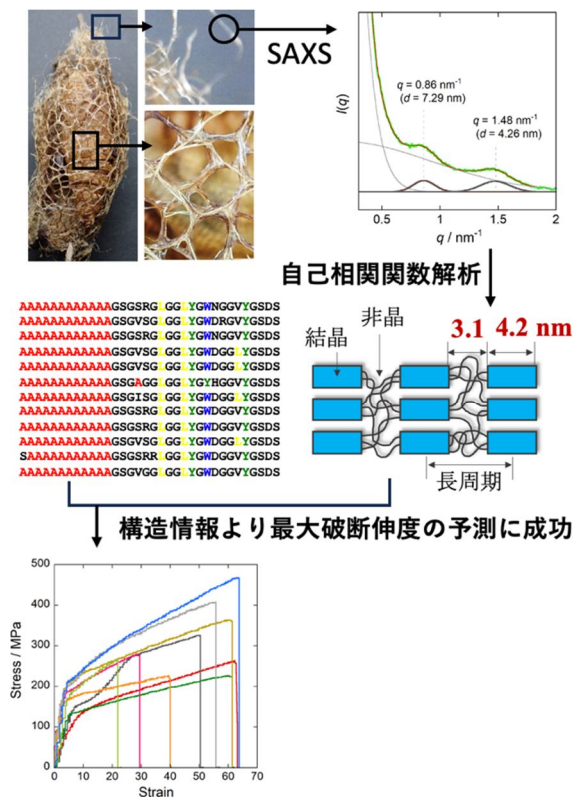 SAXS
I(q)
q = 0.86 nm-1
(d = 7.29 nm)
q = 1.48 nm-1
(d = 4.26 nm)
0.5 1 1.5 2
q / nm-1
自己相関関数解析
AAAAAAAAAAAAGSGSRGLGGLYGWNGGVYGSDS
AAAAAAAAAAAAGSGVSGLGGLYGWDRGVYGSDS
AAAAAAAAAAAAGSGSRGLGGLYGWDGGVYGSDS
AAAAAAAAAAAAGSGVSGLGGLYGWDGGLYGSDS
AAAAAAAAAAAAGSGVSGLGGLYGWDGGLYGSDS
AAAAAAAAAAAAGSGAGGLGGLYGYHGGVYGSDS
AAAAAAAAAAAAGSGISGLGGLYGWDGGVYGSDS
AAAAAAAAAAAAGSGSRGLGGLYGWDGGVYGSDS
AAAAAAAAAAAAGSGSRGLGGLYGWDGGVYGSDS
AAAAAAAAAAAAGSGVSGLGGLYGWDGGLYGSDS
SAAAAAAAAAAAGSGSRRLGGLYGWDGGVYGSDS
AAAAAAAAAAAAGSGVGGLGGLYGWDGGVYGSDS
結晶
非晶
3.1 4.2 nm
長周期
構造情報より最大破断伸度の予測に成功
Stress / MPa
500
400
300
200
100
0
0 10 20 30 40 50 60 70
Strain